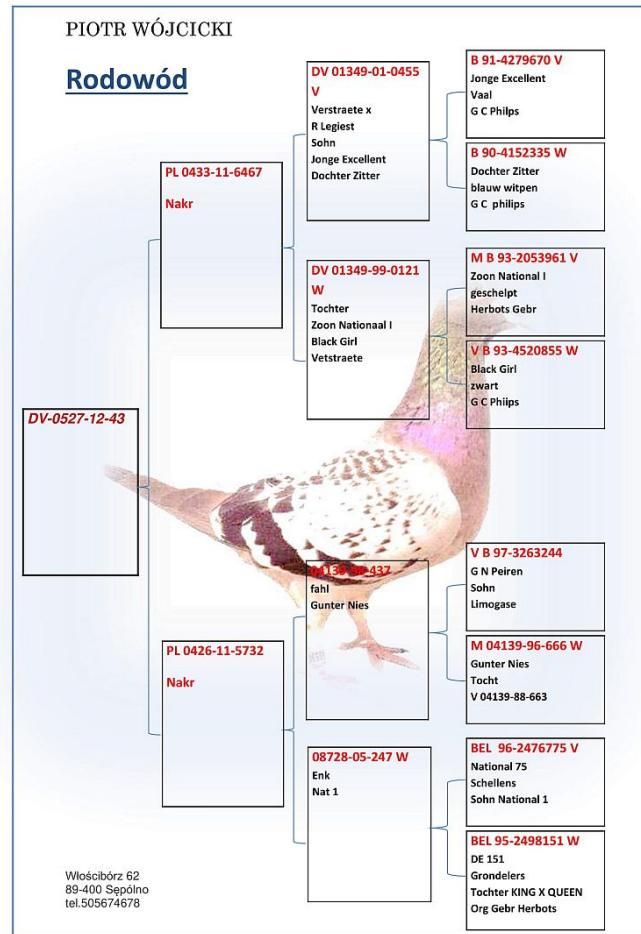 PIOTR WÓJCICKI
Rodowód
DV-0527-12-43
PL 0433-11-6467
Nakr
PL 0426-11-5732
Nakr
DV 01349-01-0455
V
Verstraete x
R Legiest
Sohn
Jonge Excellent
Dochter Zitter
DV 01349-99-0121
W
Tochter
Zoon Nationaal I
Black Girl
Vetstraete
fahl
Gunter Nies
08728-05-247 W
Enk
Nat 1
B 91-4279670 V
Jonge Excellent
Vaal
G C Philps
B 90-4152335 W
Dochter Zitter
blauw witpen
G C philips
M B 93-2053961 V
Zoon National I
geschelpt
Herbots Gebr
V B 93-4520855 W
Black Girl
zwart
G C Phiips
V B 97-3263244
G N Peiren
Sohn
Limogase
M 04139-96-666 W
Gunter Nies
Tocht
V 04139-88-663
BEL 96-2476775 V
National 75
Schellens
Sohn National 1
BEL 95-2498151 W
DE 151
Grondelers
Tochter KING X QUEEN
Org Gebr Herbots
Włościbórz 62
89-400 Sępólno
tel.505674678